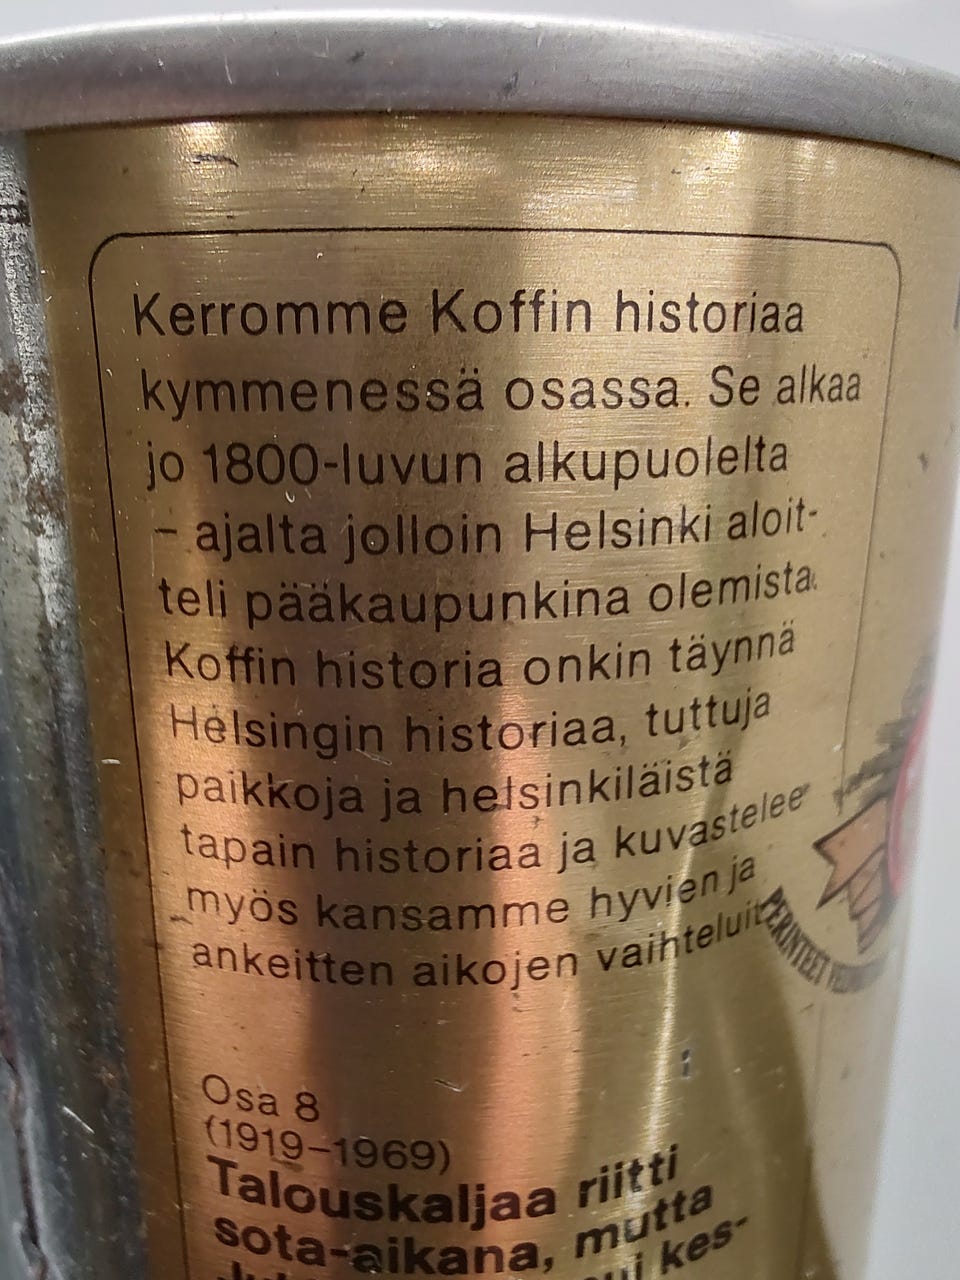 Kerromme Koffin historiaa
kymmenessä osassa. Se alkaa
jo 1800-luvun alkupuolelta
– ajalta jolloin Helsinki aloit-
teli pääkaupunkina olemista.
Koffin historia onkin täynnä
Helsingin historiaa, tuttuja
paikkoja ja helsinkiläistä
tapain historiaa ja kuvastelee
myös kansamme hyvien ja
ankeitten aikojen vaihteluit
PERINTEET
Osa 8
(1919–1969)
Talouskaljaa riitti
sota-aikana, mutta
kes-